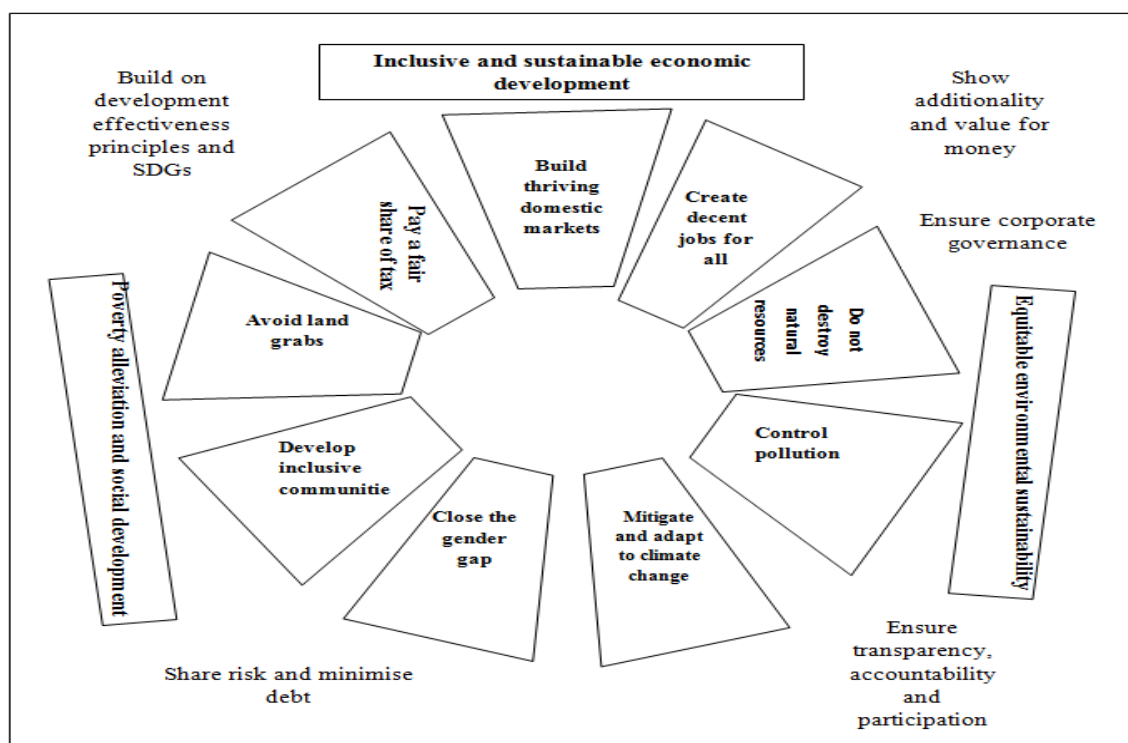 Inclusive and sustainable economic
development
Build on
development
effectiveness
principles and
SDGs
Show
additionality
and value for
money
Build
thriving
domestic
markets
Create
decent
jobs for
all
Pay a fair
share of tax
Ensure corporate
governance
Do not
destroy
natural
resources
Avoid land
grabs
Poverty alleviation and social development
Equitable environmental sustainability
Develop
inclusive
communitie
Control
pollution
Close the
gender
gap
Mitigate
and adapt
to climate
change
Share risk and minimise
debt
Ensure
transparency,
accountability
and
participation